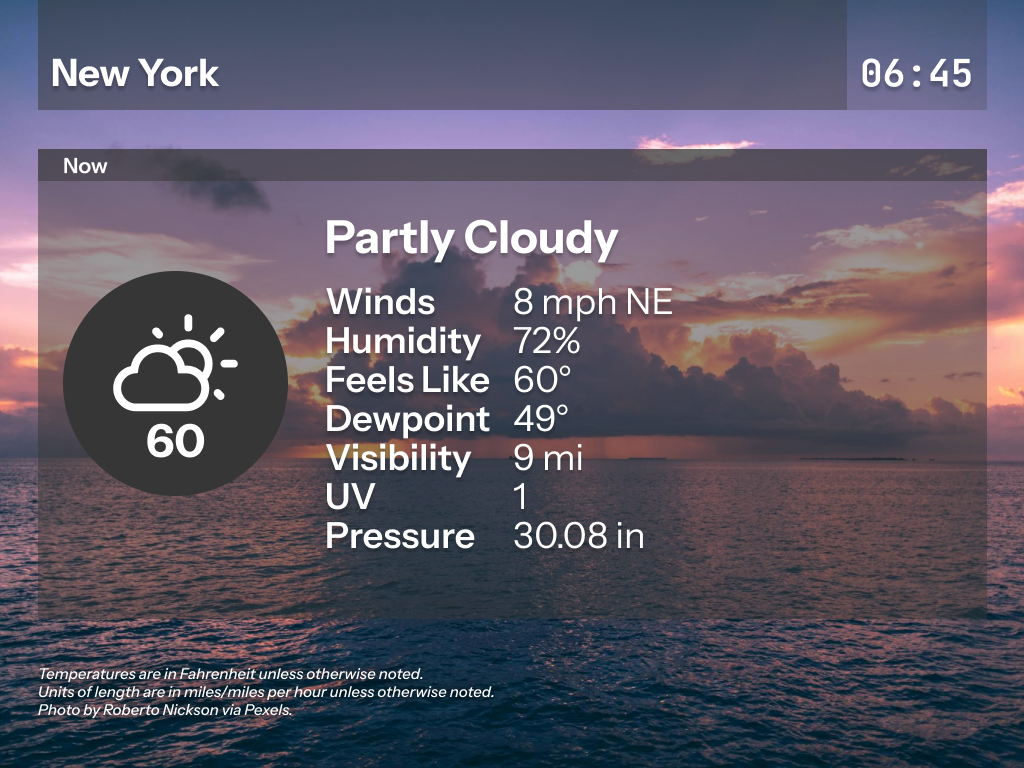 New York
06:45
Now
Partly Cloudy
60
Winds 8 mph NE
Humidity 72%
Feels Like 60°
Dewpoint 49°
Visibility 9 mi
UV 1
Pressure 30.08 in
Temperatures are in Fahrenheit unless otherwise noted.
Units of length are in miles/miles per hour unless otherwise noted.
Photo by Roberto Nickson via Pexels.